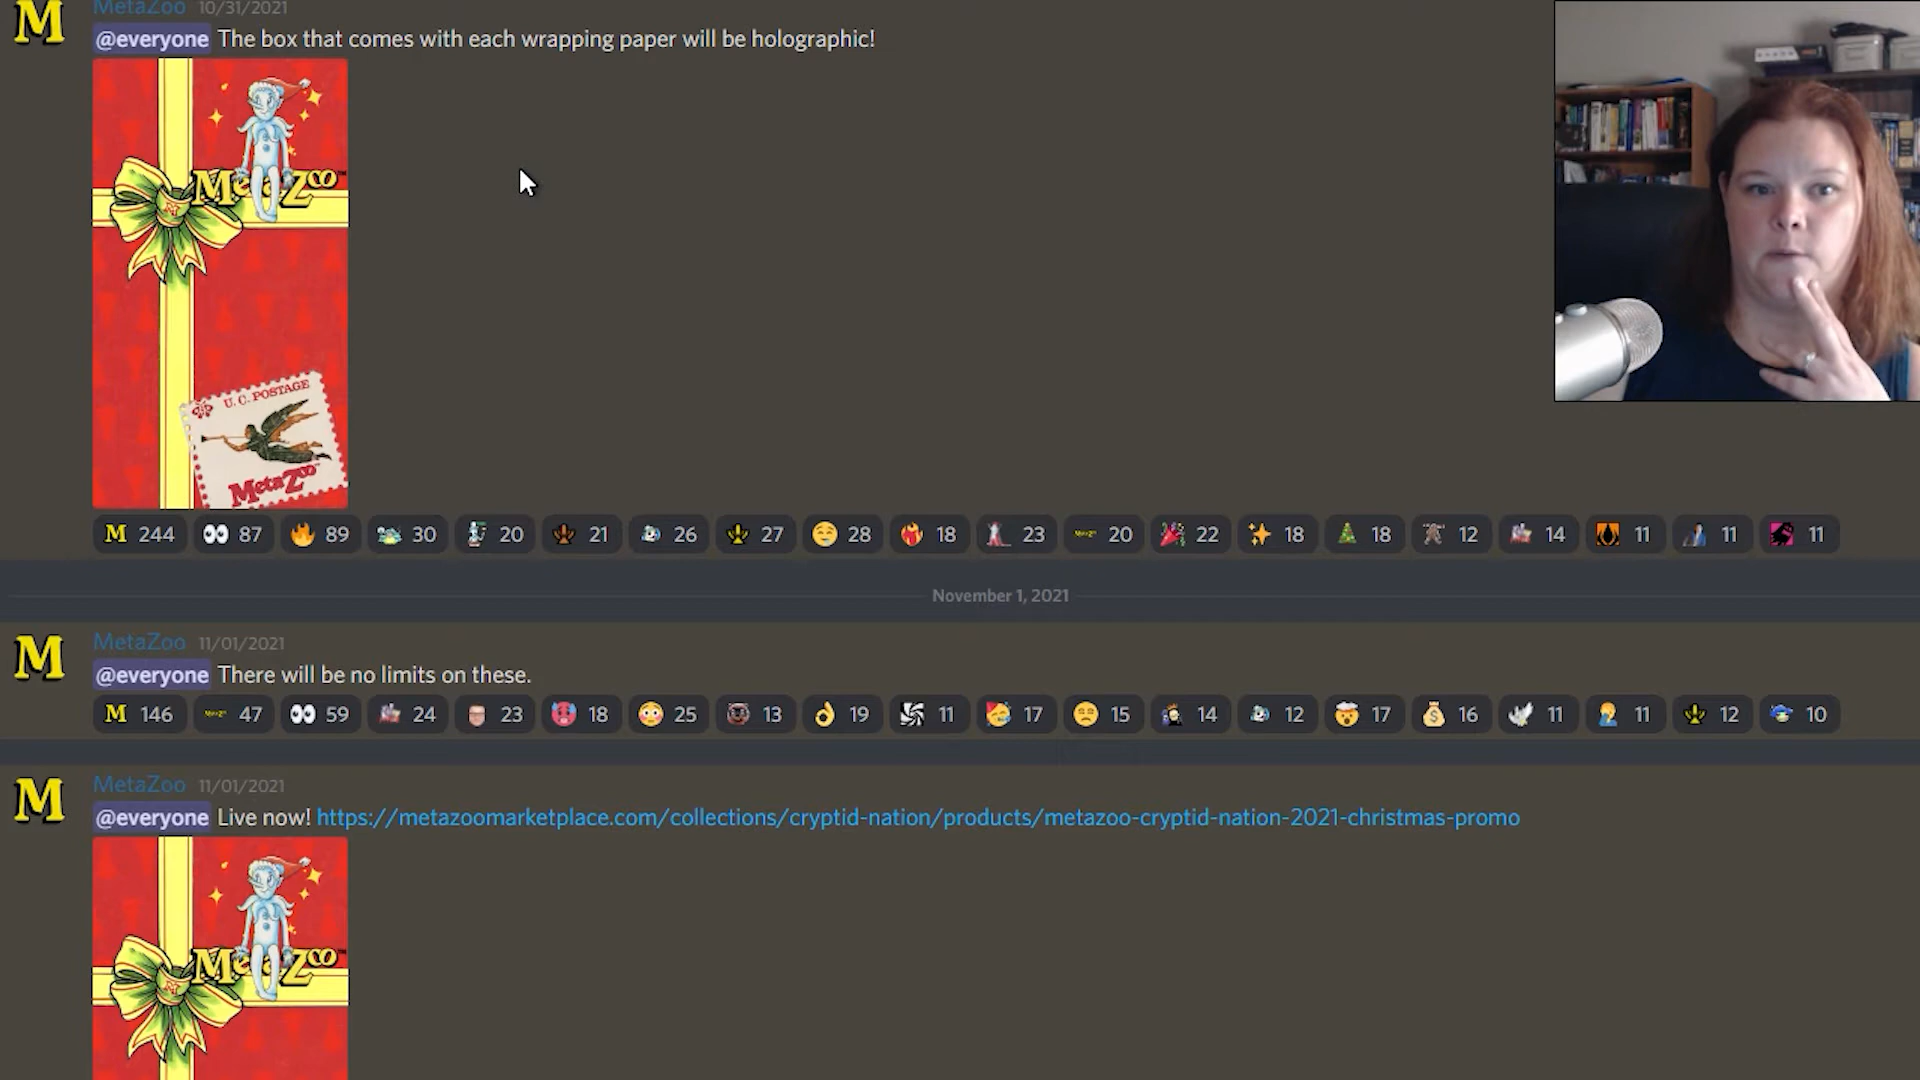 MetaZoo 10/31/2021
@everyone The box that comes with each wrapping paper will be holographic!
MetaZoo™
M
U.C. POSTAGE
MetaZoo
M 244 87 89 30 20 21 26 27 28 18 23 20 22 18 18 12 14 11 11 11
November 1, 2021
M
MetaZoo 11/01/2021
@everyone There will be no limits on these.
M 146 47 59 24 23 18 25 13 19 11 17 15 14 12 17 16 11 11 12 10
M
MetaZoo 11/01/2021
@everyone Live now! https://metazoomarketplace.com/collections/cryptid-nation/products/metazoo-cryptid-nation-2021-christmas-promo
MetaZoo™
M